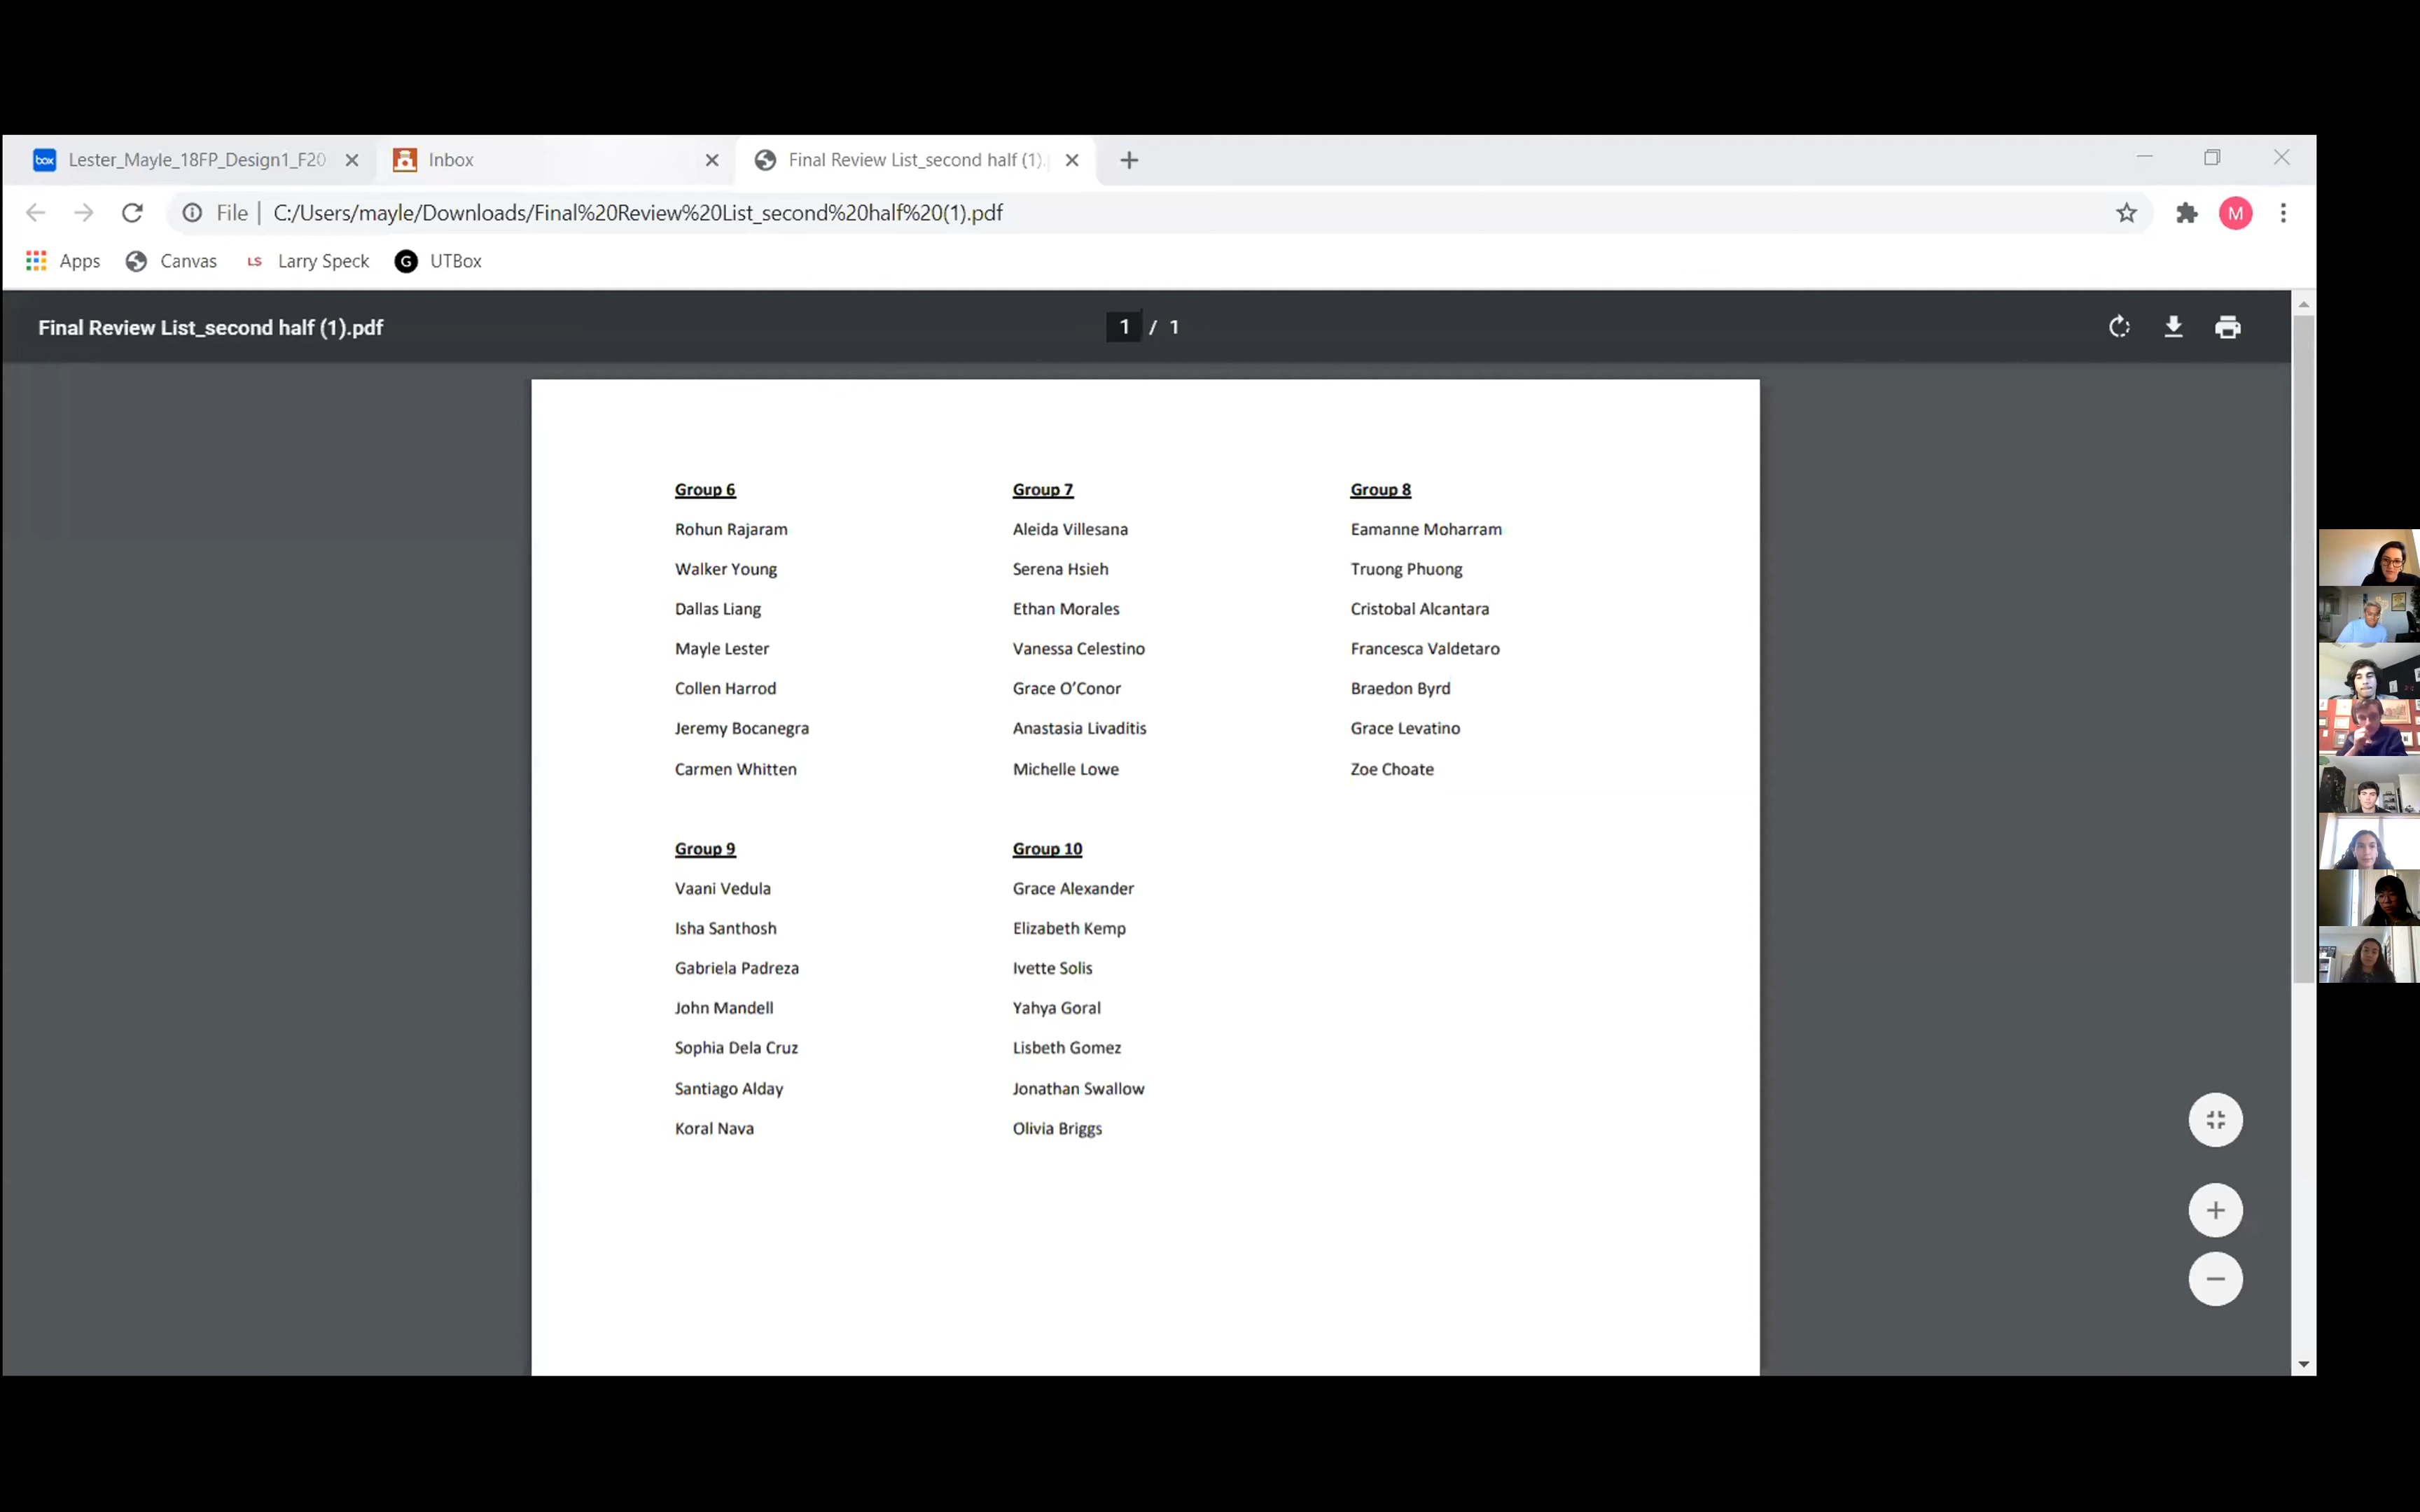 box Lester_Mayle_18FP_Design1_F20
Inbox
Final Review List_second half (1).
File | C:/Users/mayle/Downloads/Final%20Review%20List_second%20half%20(1).pdf
M
Apps
Canvas
LS Larry Speck
G UTBox
Final Review List_second half (1).pdf
1 / 1
Group 6
Rohun Rajaram
Walker Young
Dallas Liang
Mayle Lester
Collen Harrod
Jeremy Bocanegra
Carmen Whitten
Group 7
Aleida Villesana
Serena Hsieh
Ethan Morales
Vanessa Celestino
Grace O’Conor
Anastasia Livaditis
Michelle Lowe
Group 8
Eamanne Moharram
Truong Phuong
Cristobal Alcantara
Francesca Valdetaro
Braedon Byrd
Grace Levatino
Zoe Choate
Group 9
Vaani Vedula
Isha Santhosh
Gabriela Padreza
John Mandell
Sophia Dela Cruz
Santiago Alday
Koral Nava
Group 10
Grace Alexander
Elizabeth Kemp
Ivette Solis
Yahya Goral
Lisbeth Gomez
Jonathan Swallow
Olivia Briggs